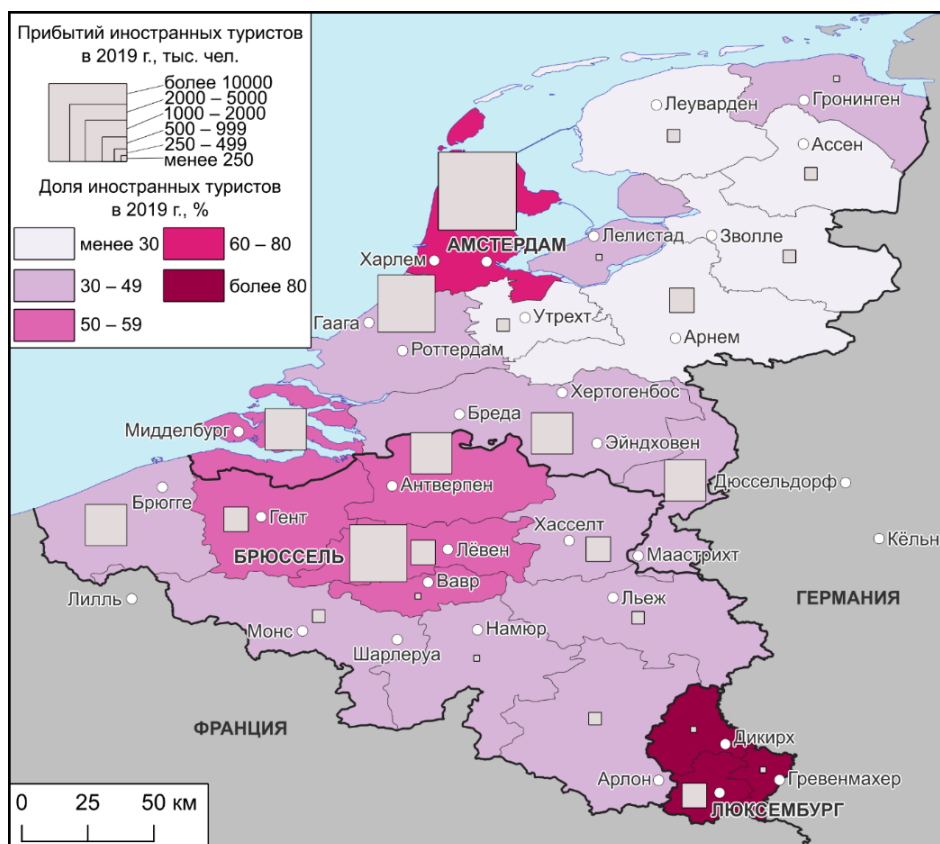 Прибытий иностранных туристов
в 2019 г., тыс. чел.
более 10000
2000 – 5000
1000 – 2000
500 – 999
250 – 499
менее 250
Доля иностранных туристов
в 2019 г., %
менее 30
60 – 80
30 – 49
более 80
50 – 59
Леуварден
Гронинген
Ассен
Лелистад
Зволле
АМСТЕРДАМ
Харлем
Гаага
Утрехт
Роттердам
Арнем
Хертогенбос
Бреда
Мидделбург
Эйндховен
Дюссельдорф
Антверпен
Брюгге
Гент
Хасселт
Кёльн
БРЮССЕЛЬ
Лёвен
Маастрихт
Вавр
Лилль
Льеж
ГЕРМАНИЯ
Монс
Намюр
Шарлеруа
ФРАНЦИЯ
Дикирх
Арлон
Гревенмахер
ЛЮКСЕМБУРГ
0 25 50 км